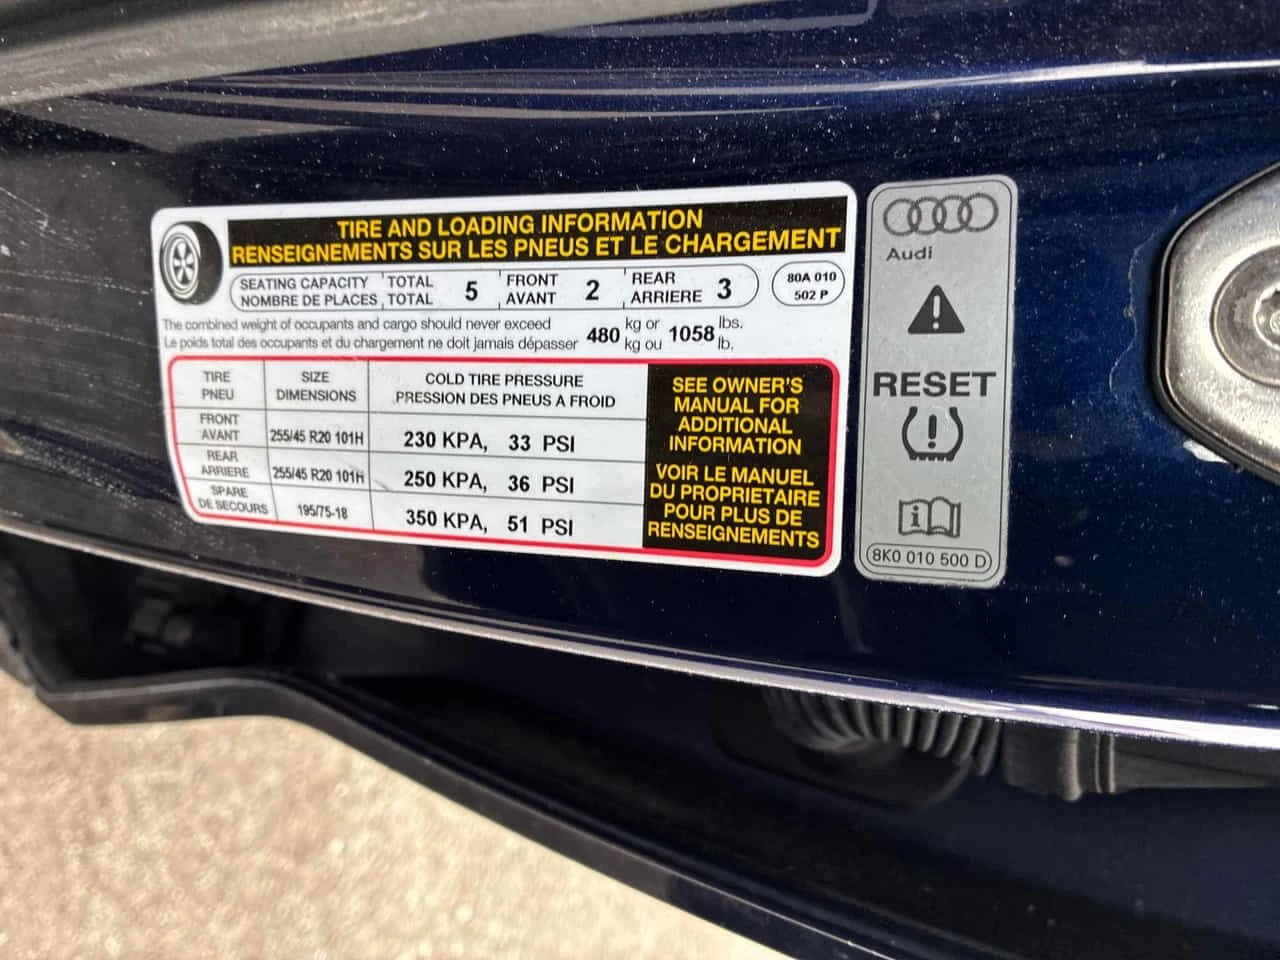 TIRE AND LOADING INFORMATION
RENSEIGNEMENTS SUR LES PNEUS ET LE CHARGEMENT
SEATING CAPACITY TOTAL 5 FRONT 2 REAR 3
NOMBRE DE PLACES TOTAL AVANT ARRIERE
80A 010
502 P
The combined weight of occupants and cargo should never exceed 480 kg or 1058 lbs.
Le poids total des occupants et du chargement ne doit jamais dépasser kg ou lb.
TIRE SIZE COLD TIRE PRESSURE
PNEU DIMENSIONS PRESSION DES PNEUS A FROID
FRONT
AVANT 255/45 R20 101H 230 KPA, 33 PSI
REAR
ARRIERE 255/45 R20 101H 250 KPA, 36 PSI
SPARE
DE SECOURS 195/75-18 350 KPA, 51 PSI
SEE OWNER'S
MANUAL FOR
ADDITIONAL
INFORMATION
VOIR LE MANUEL
DU PROPRIETAIRE
POUR PLUS DE
RENSEIGNEMENTS
Audi
RESET
8K0 010 500 D